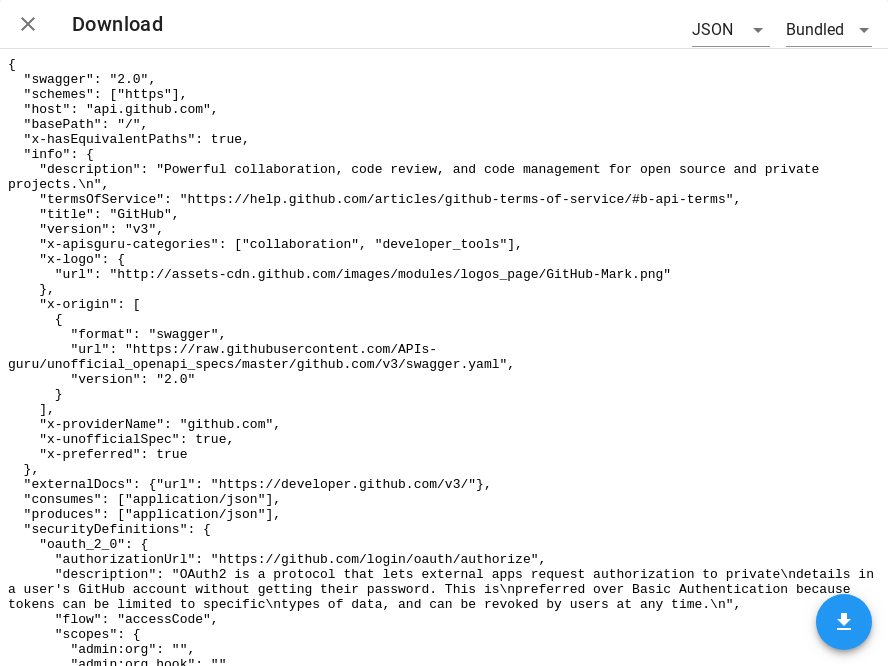 Download
JSON
Bundled
{
  "swagger": "2.0",
  "schemes": ["https"],
  "host": "api.github.com",
  "basePath": "/",
  "x-hasEquivalentPaths": true,
  "info": {
    "description": "Powerful collaboration, code review, and code management for open source and private
projects.\n",
    "termsOfService": "https://help.github.com/articles/github-terms-of-service/#b-api-terms",
    "title": "GitHub",
    "version": "v3",
    "x-apisguru-categories": ["collaboration", "developer_tools"],
    "x-logo": {
      "url": "http://assets-cdn.github.com/images/modules/logos_page/GitHub-Mark.png"
    },
    "x-origin": [
      {
        "format": "swagger",
        "url": "https://raw.githubusercontent.com/APIs-
guru/unofficial_openapi_specs/master/github.com/v3/swagger.yaml",
        "version": "2.0"
      }
    ],
    "x-providerName": "github.com",
    "x-unofficialSpec": true,
    "x-preferred": true
  },
  "externalDocs": {"url": "https://developer.github.com/v3/"},
  "consumes": ["application/json"],
  "produces": ["application/json"],
  "securityDefinitions": {
    "oauth_2_0": {
      "authorizationUrl": "https://github.com/login/oauth/authorize",
      "description": "OAuth2 is a protocol that lets external apps request authorization to private\ndetails in
a user's GitHub account without getting their password. This is\npreferred over Basic Authentication because
tokens can be limited to specific\ntypes of data, and can be revoked by users at any time.\n",
      "flow": "accessCode",
      "scopes": {
        "admin:org": "",
        "admin:org_hook": ""